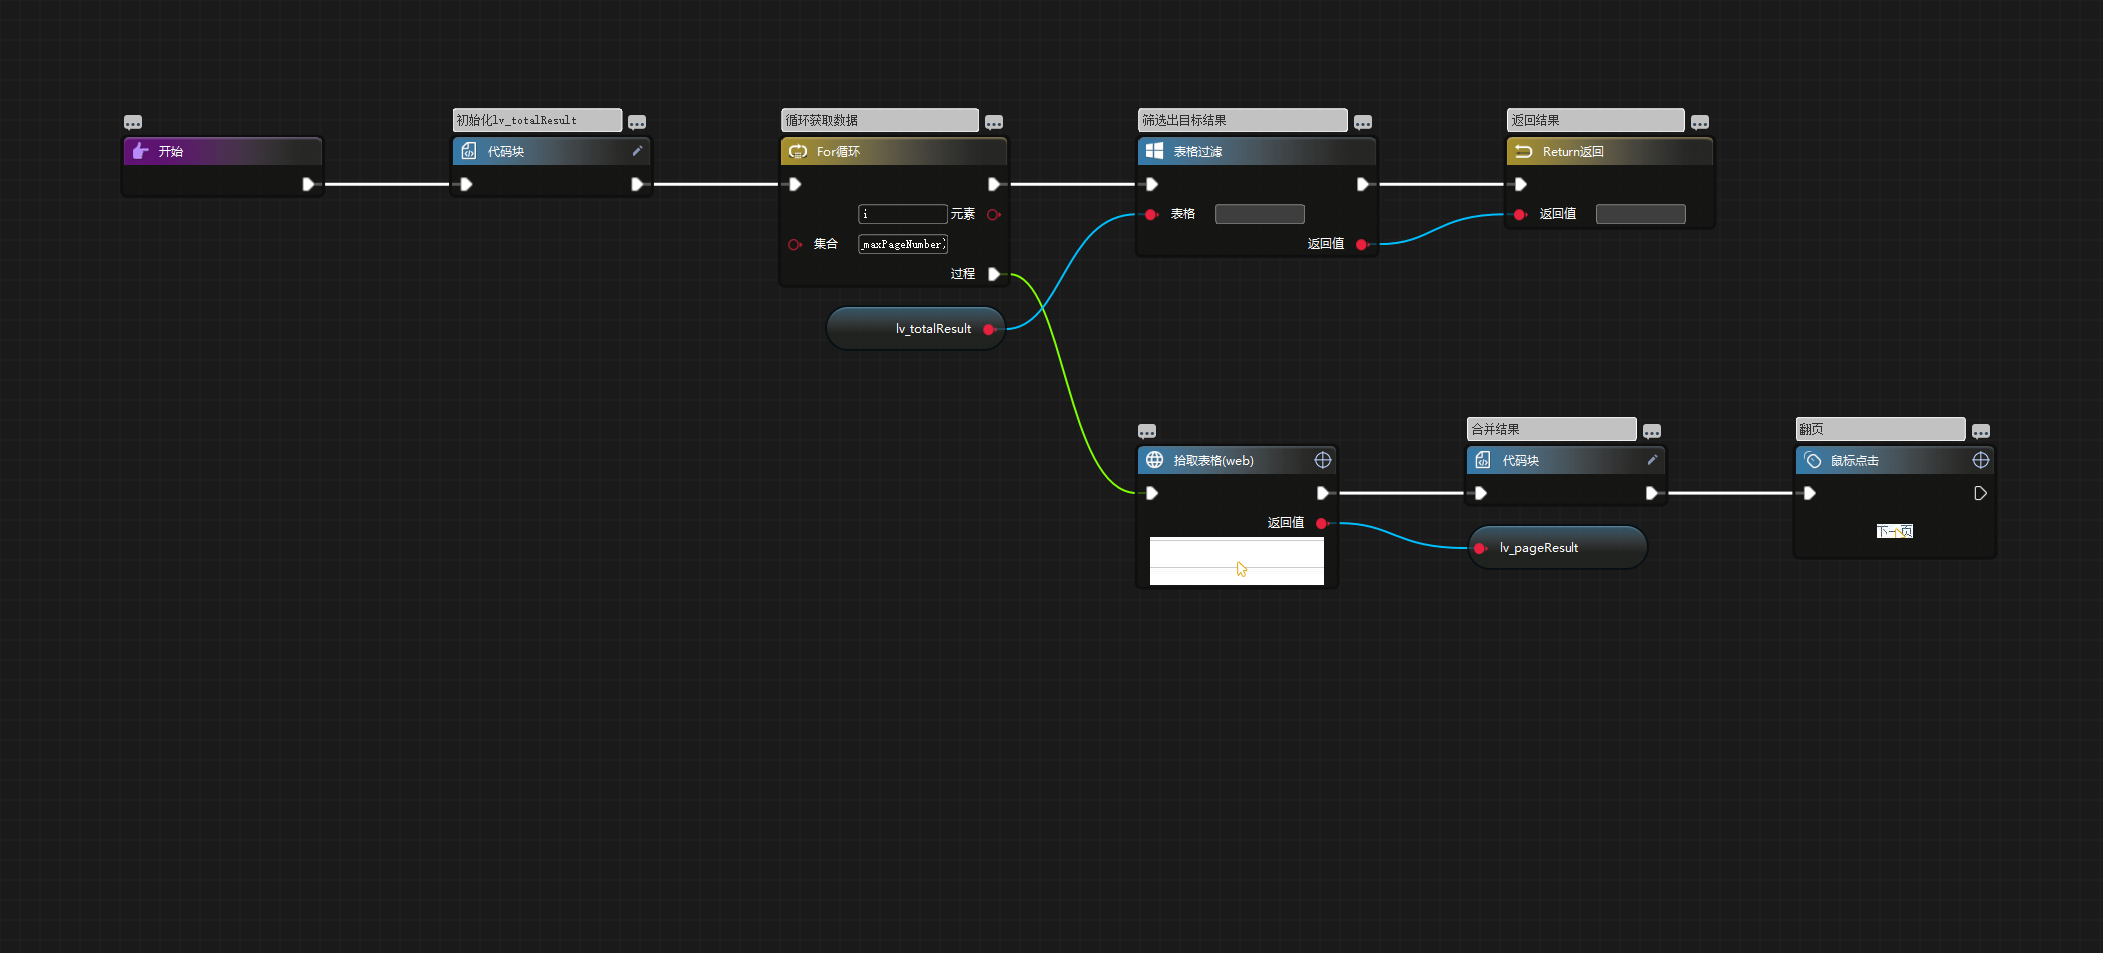 初始化lv_totalResult
循环获取数据
筛选出目标结果
返回结果
开始
代码块
For循环
表格过滤
Return返回
i
元素
表格
返回值
集合
_maxPageNumber)
返回值
过程
lv_totalResult
合并结果
翻页
拾取表格(web)
代码块
鼠标点击
返回值
下一页
lv_pageResult